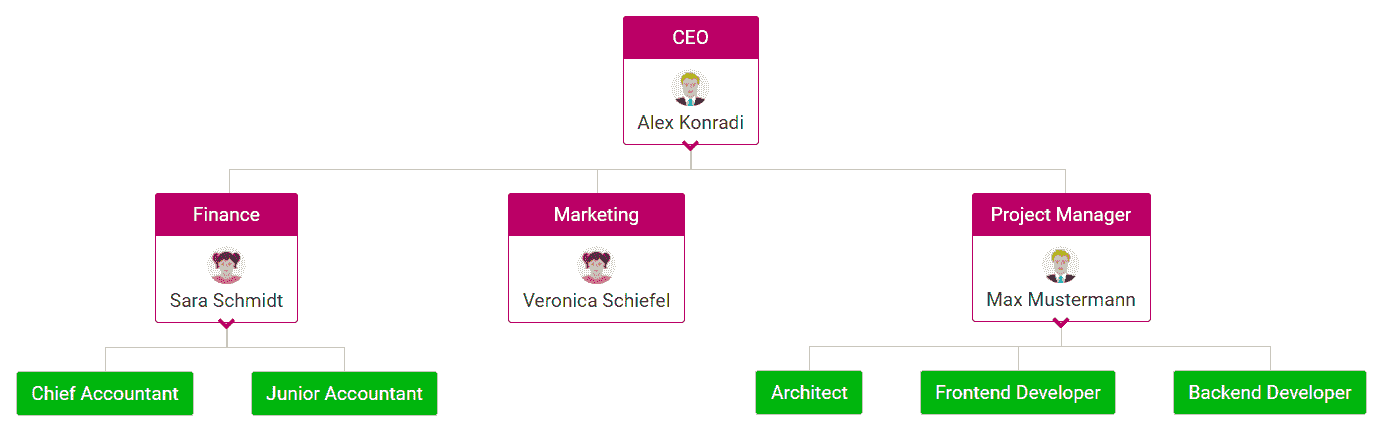 CEO
Alex Konradi
Finance
Sara Schmidt
Marketing
Veronica Schiefel
Project Manager
Max Mustermann
Chief Accountant
Junior Accountant
Architect
Frontend Developer
Backend Developer